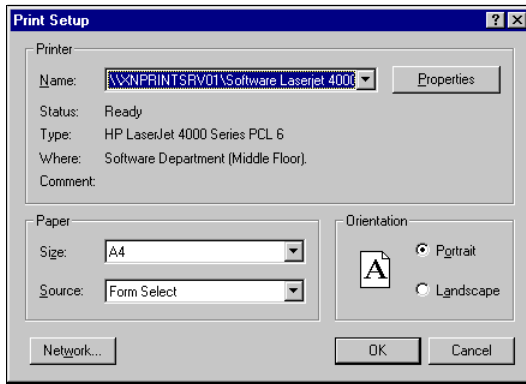 Print Setup
Printer
Name: \\XNPRINTSRV01\Software Laserjet 4000 Properties
Status: Ready
Type: HP LaserJet 4000 Series PCL 6
Where: Software Department (Middle Floor).
Comment:
Paper
Size: A4
Source: Form Select
Orientation
A
Portrait
Landscape
Network... OK Cancel